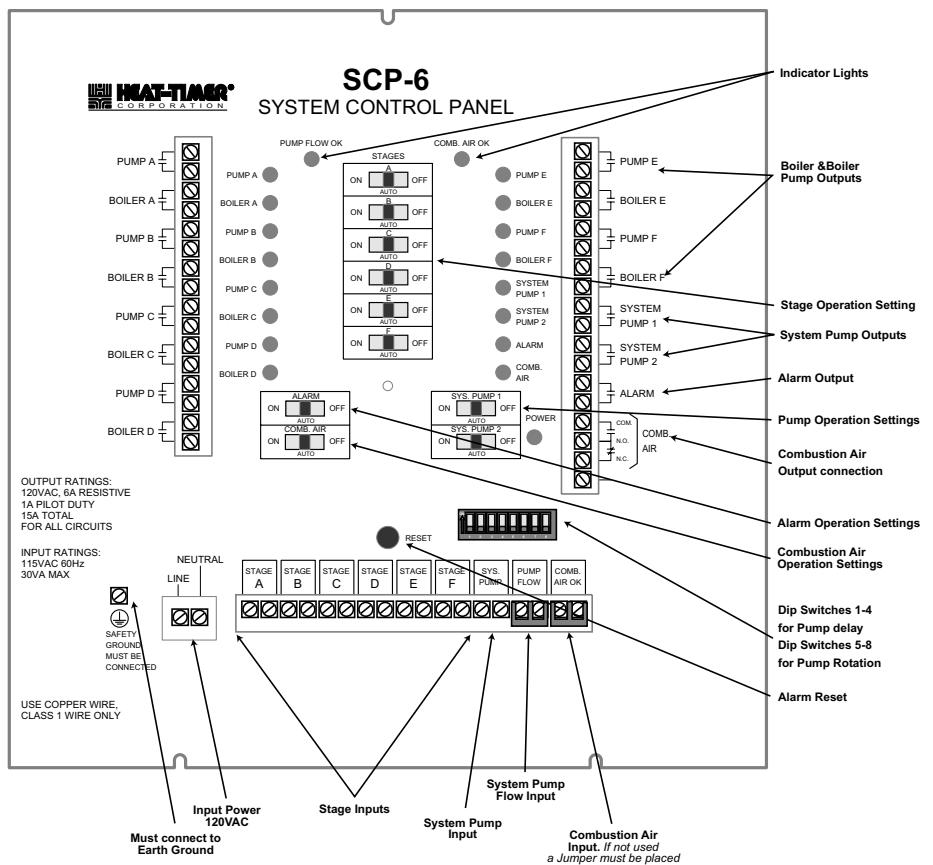 HEAT-TIMER®
CORPORATION
SCP-6
SYSTEM CONTROL PANEL
PUMP FLOW OK
COMB. AIR OK
STAGES
PUMP A
BOILER A
PUMP B
BOILER B
PUMP C
BOILER C
PUMP D
BOILER D
PUMP A
BOILER A
PUMP B
BOILER B
PUMP C
BOILER C
PUMP D
BOILER D
A
ON OFF
AUTO
B
ON OFF
AUTO
C
ON OFF
AUTO
D
ON OFF
AUTO
E
ON OFF
AUTO
F
ON OFF
AUTO
PUMP E
BOILER E
PUMP F
BOILER F
SYSTEM
PUMP 1
SYSTEM
PUMP 2
ALARM
COMB.
AIR
PUMP E
BOILER E
PUMP F
BOILER F
SYSTEM
PUMP 1
SYSTEM
PUMP 2
ALARM
COM.
N.O.
N.C.
COMB.
AIR
ALARM
ON OFF
COMB. AIR
ON OFF
AUTO
SYS. PUMP 1
ON OFF
SYS. PUMP 2
ON OFF
AUTO
POWER
RESET
OUTPUT RATINGS:
120VAC, 6A RESISTIVE
1A PILOT DUTY
15A TOTAL
FOR ALL CIRCUITS
INPUT RATINGS:
115VAC 60Hz
30VA MAX
NEUTRAL
LINE
SAFETY
GROUND
MUST BE
CONNECTED
USE COPPER WIRE,
CLASS 1 WIRE ONLY
STAGE
A
STAGE
B
STAGE
C
STAGE
D
STAGE
E
STAGE
F
SYS.
PUMP
PUMP
FLOW
COMB.
AIR OK
Indicator Lights
Boiler &Boiler
Pump Outputs
Stage Operation Setting
System Pump Outputs
Alarm Output
Pump Operation Settings
Combustion Air
Output connection
Alarm Operation Settings
Combustion Air
Operation Settings
Dip Switches 1-4
for Pump delay
Dip Switches 5-8
for Pump Rotation
Alarm Reset
Must connect to
Earth Ground
Input Power
120VAC
Stage Inputs
System Pump
Input
System Pump
Flow Input
Combustion Air
Input. If not used
a Jumper must be placed